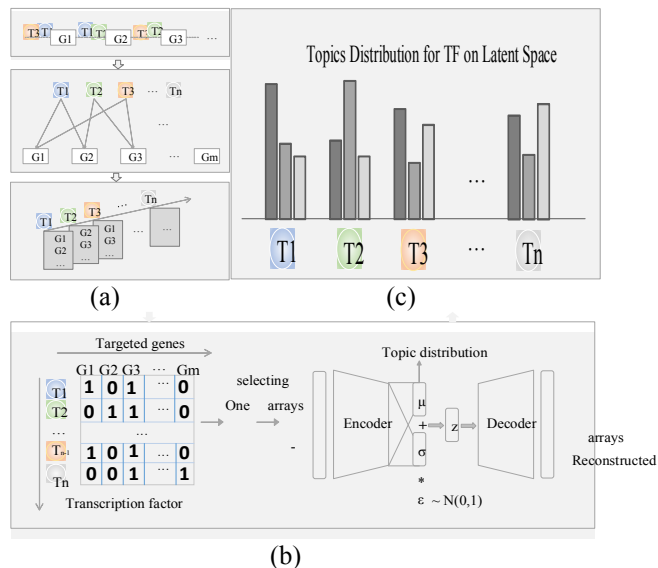 T3 T1 G1 T1 T2 G2 T3 T2 G3 … …
T1 T2 T3 … Tn
…
G1 G2 G3 … Gm
T1 T2 T3 … Tn
G1 G2 …
G2 G3 …
G1 G3 …
… …
(a)
Topics Distribution for TF on Latent Space
…
T1 T2 T3 … Tn
(c)
Targeted genes
G1 G2 G3 … Gm
T1 1 0 1 … 0
T2 0 1 1 … 0
… …
Tn-1 1 0 1 … 0
Tn 0 0 1 … 1
Transcription factor
selecting
One arrays
-
Topic distribution
Encoder
μ
+
σ
*
ε ~ N(0,1)
z
Decoder
arrays
Reconstructed
(b)